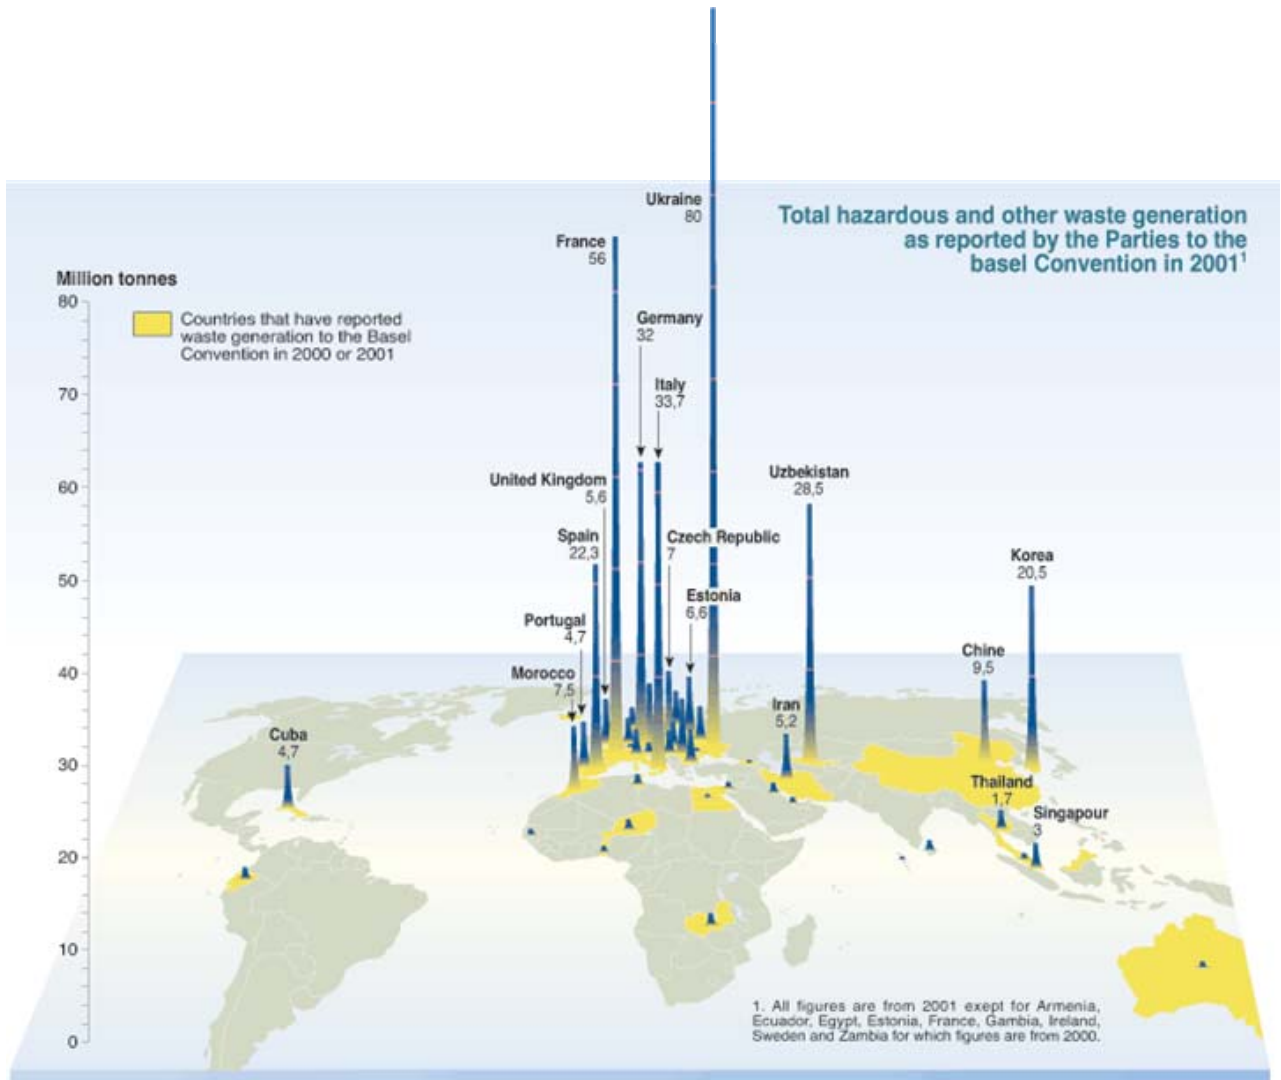 Ukraine
80
Total hazardous and other waste generation
as reported by the Parties to the
basel Convention in 2001¹
France
56
Million tonnes
80
70
60
50
40
30
20
10
0
Countries that have reported
waste generation to the Basel
Convention in 2000 or 2001
Germany
32
Italy
33,7
United Kingdom
5,6
Uzbekistan
28,5
Spain
22,3
Czech Republic
7
Korea
20,5
Estonia
6,6
Portugal
4,7
Morocco
7,5
Chine
9,5
Iran
5,2
Cuba
4,7
Thailand
1,7
Singapour
3
1. All figures are from 2001 exept for Armenia,
Ecuador, Egypt, Estonia, France, Gambia, Ireland,
Sweden and Zambia for which figures are from 2000.